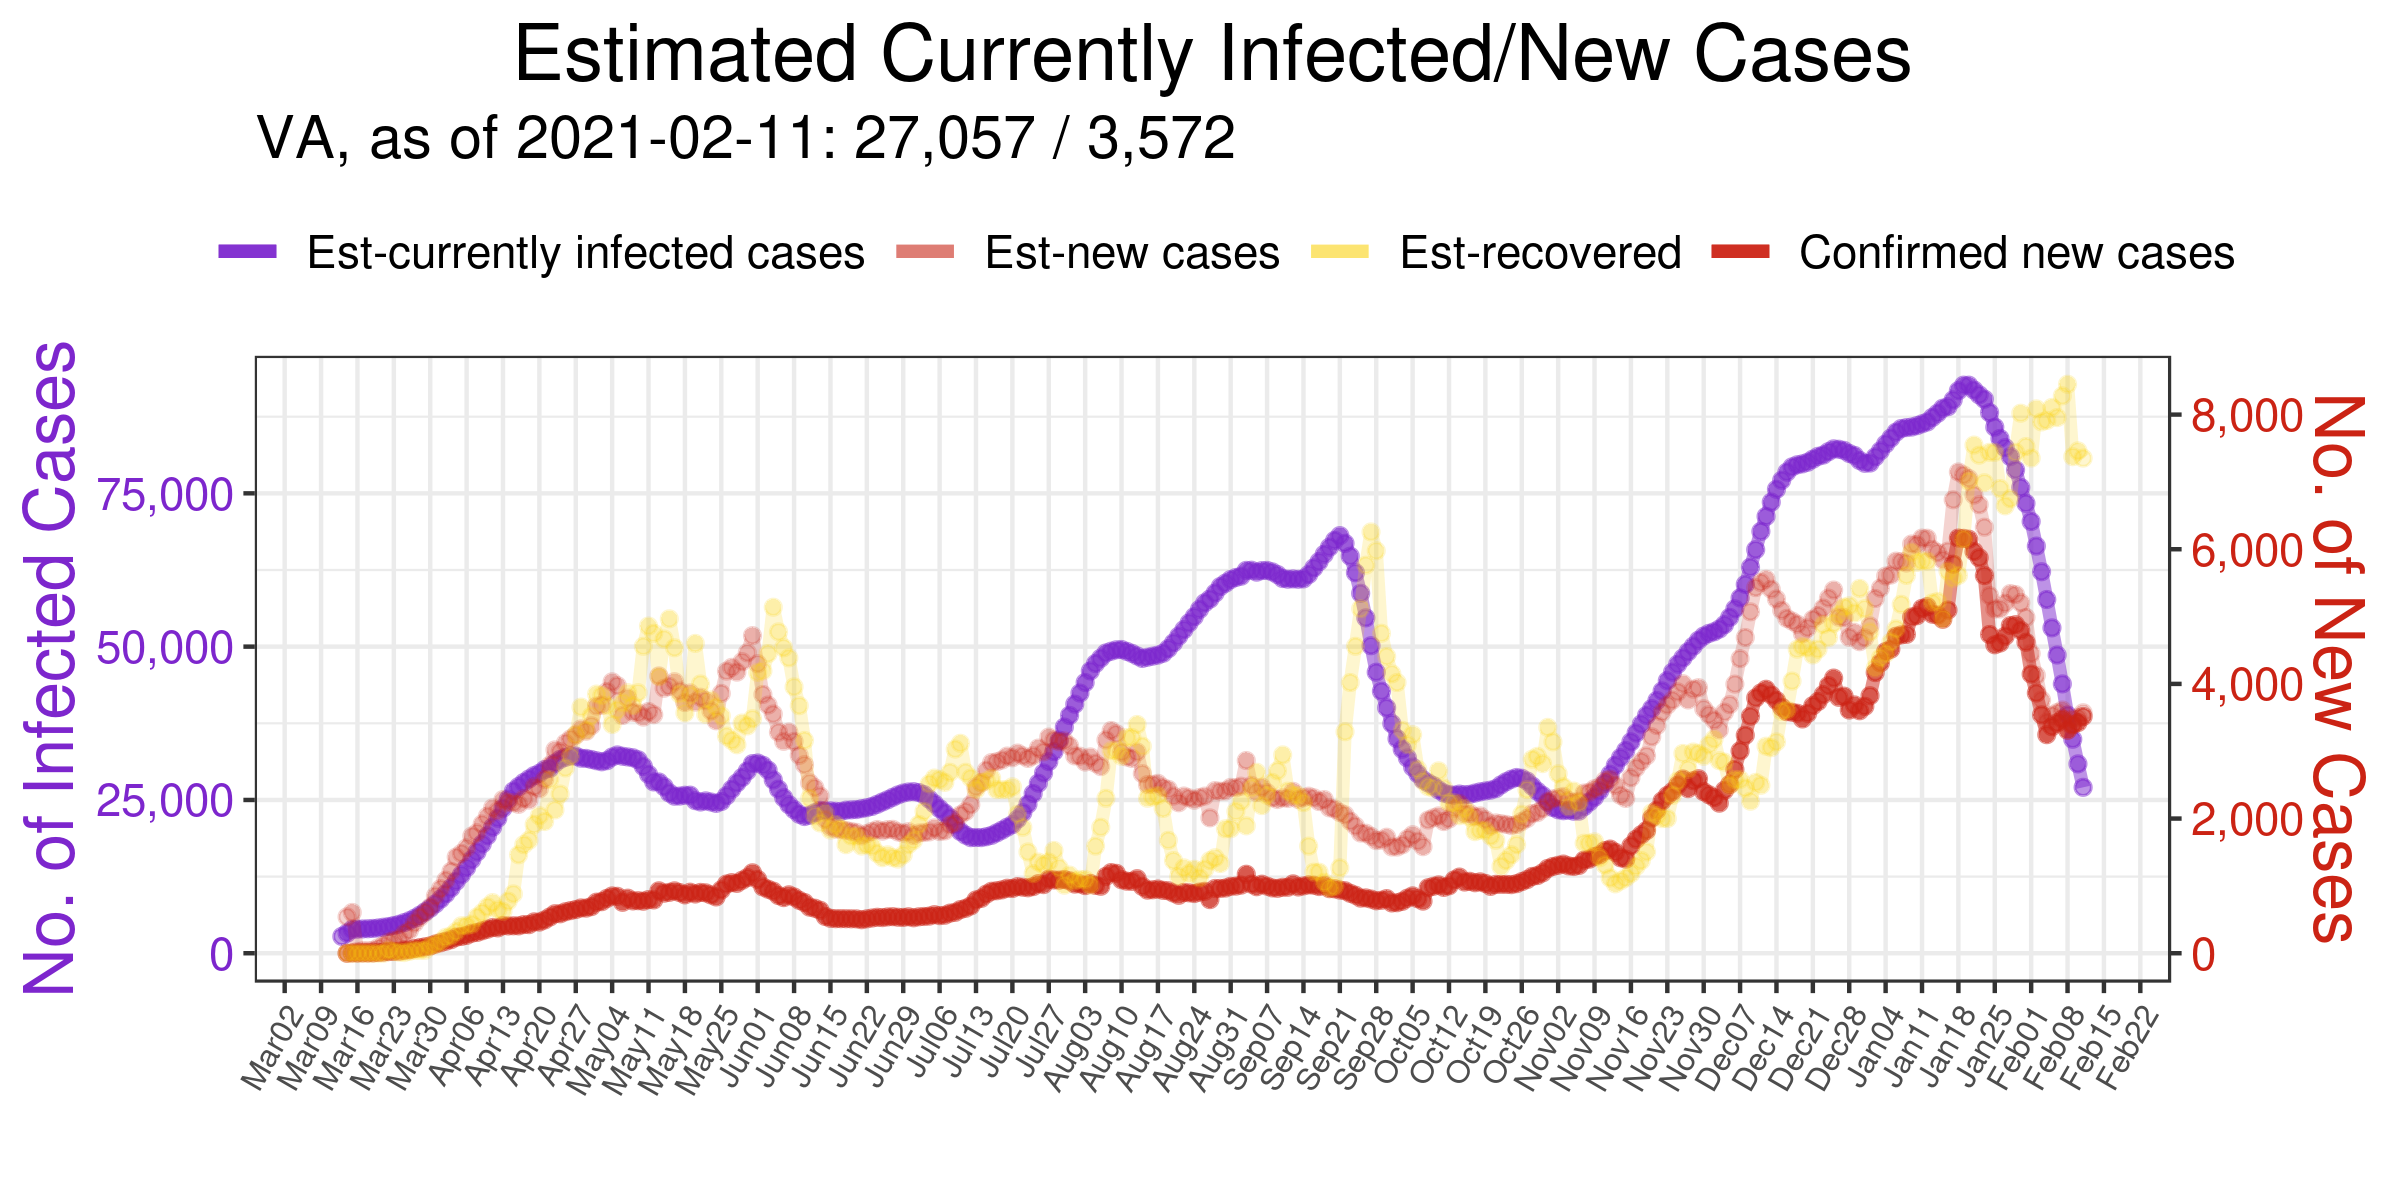 Estimated Currently Infected/New Cases
VA, as of 2021-02-11: 27,057 / 3,572
Est-currently infected cases Est-new cases Est-recovered Confirmed new cases
No. of Infected Cases
75,000
50,000
25,000
0
8,000
6,000
4,000
2,000
0
No. of New Cases
Mar02 Mar09 Mar16 Mar23 Mar30 Apr06 Apr13 Apr20 Apr27 May04 May11 May18 May25 Jun01 Jun08 Jun15 Jun22 Jun29 Jul06 Jul13 Jul20 Jul27 Aug03 Aug10 Aug17 Aug24 Aug31 Sep07 Sep14 Sep21 Sep28 Oct05 Oct12 Oct19 Oct26 Nov02 Nov09 Nov16 Nov23 Nov30 Dec07 Dec14 Dec21 Dec28 Jan04 Jan11 Jan18 Jan25 Feb01 Feb08 Feb15 Feb22